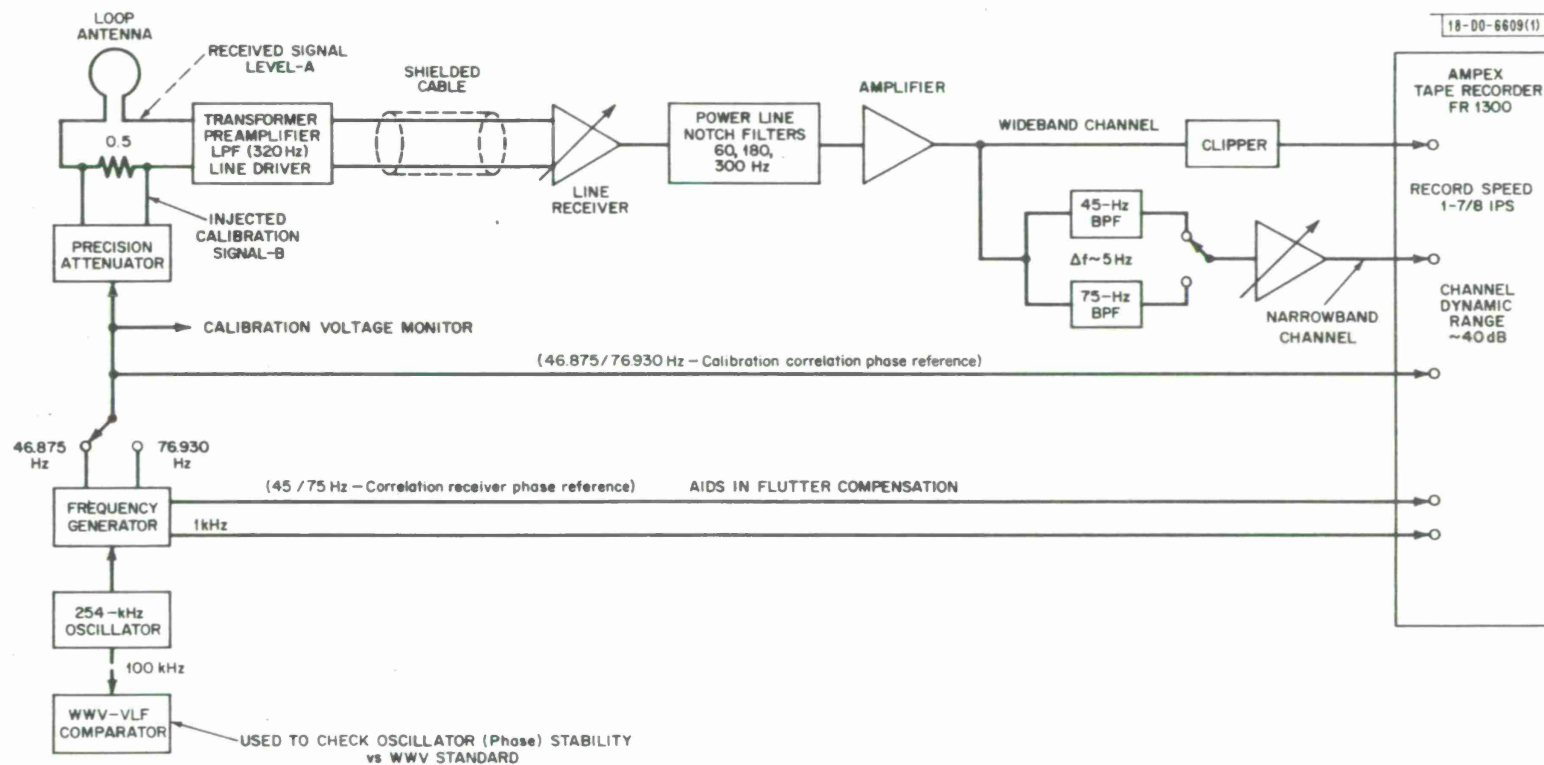 18-DO-6609(1)
LOOP
ANTENNA
RECEIVED SIGNAL
LEVEL-A
SHIELDED
CABLE
AMPLIFIER
AMPEX
TAPE RECORDER
FR 1300
0.5
TRANSFORMER
PREAMPLIFIER
LPF (320 Hz)
LINE DRIVER
POWER LINE
NOTCH FILTERS
60, 180,
300 Hz
WIDEBAND CHANNEL
CLIPPER
LINE
RECEIVER
RECORD SPEED
1-7/8 IPS
INJECTED
CALIBRATION
SIGNAL-B
PRECISION
ATTENUATOR
45-Hz
BPF
Δf~5 Hz
75-Hz
BPF
NARROWBAND
CHANNEL
CHANNEL
DYNAMIC
RANGE
~40 dB
CALIBRATION VOLTAGE MONITOR
(46.875/76.930 Hz – Calibration correlation phase reference)
46.875
Hz
76.930
Hz
(45 / 75 Hz – Correlation receiver phase reference) AIDS IN FLUTTER COMPENSATION
FREQUENCY
GENERATOR
1 kHz
254-kHz
OSCILLATOR
100 kHz
WWV-VLF
COMPARATOR
USED TO CHECK OSCILLATOR (Phase) STABILITY
vs WWV STANDARD